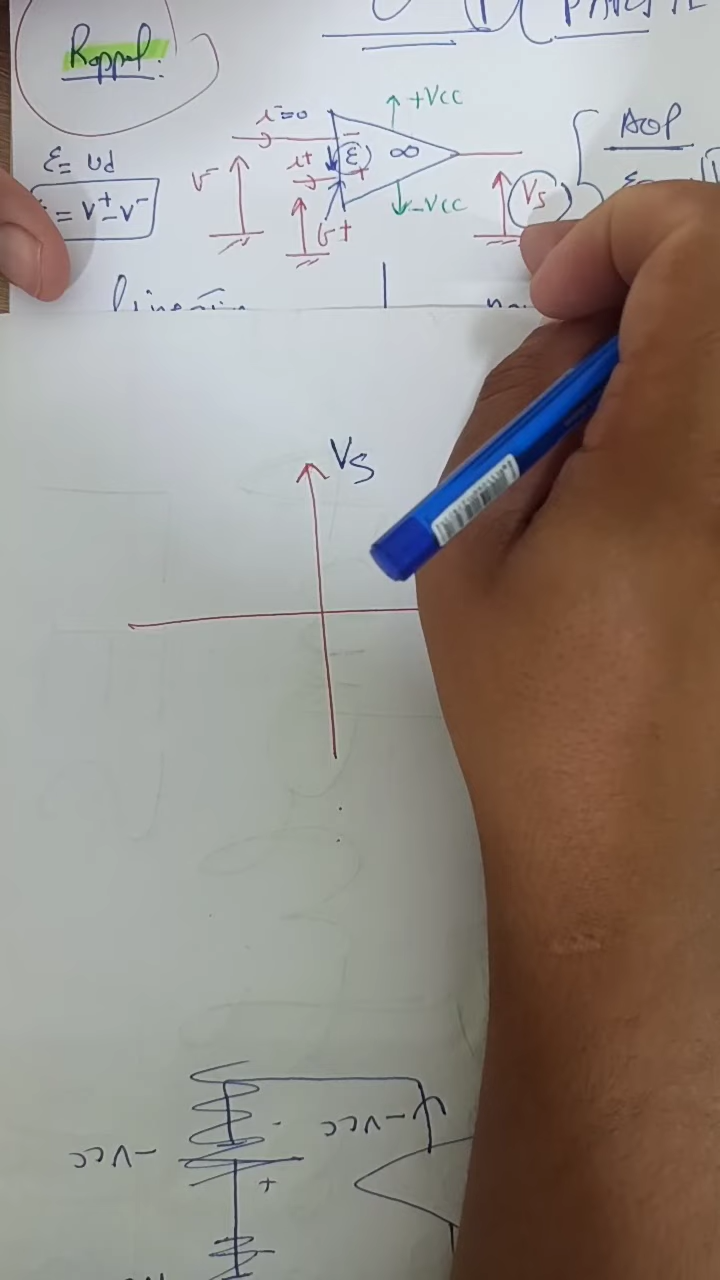 Rappel:
+Vcc
i⁻=0
AOP
ε= Ud
i+
ε
∞
= V⁺-V⁻
V⁻
+
-Vcc
Vs
V+
Vs
-Vcc
-Vcc
-
+